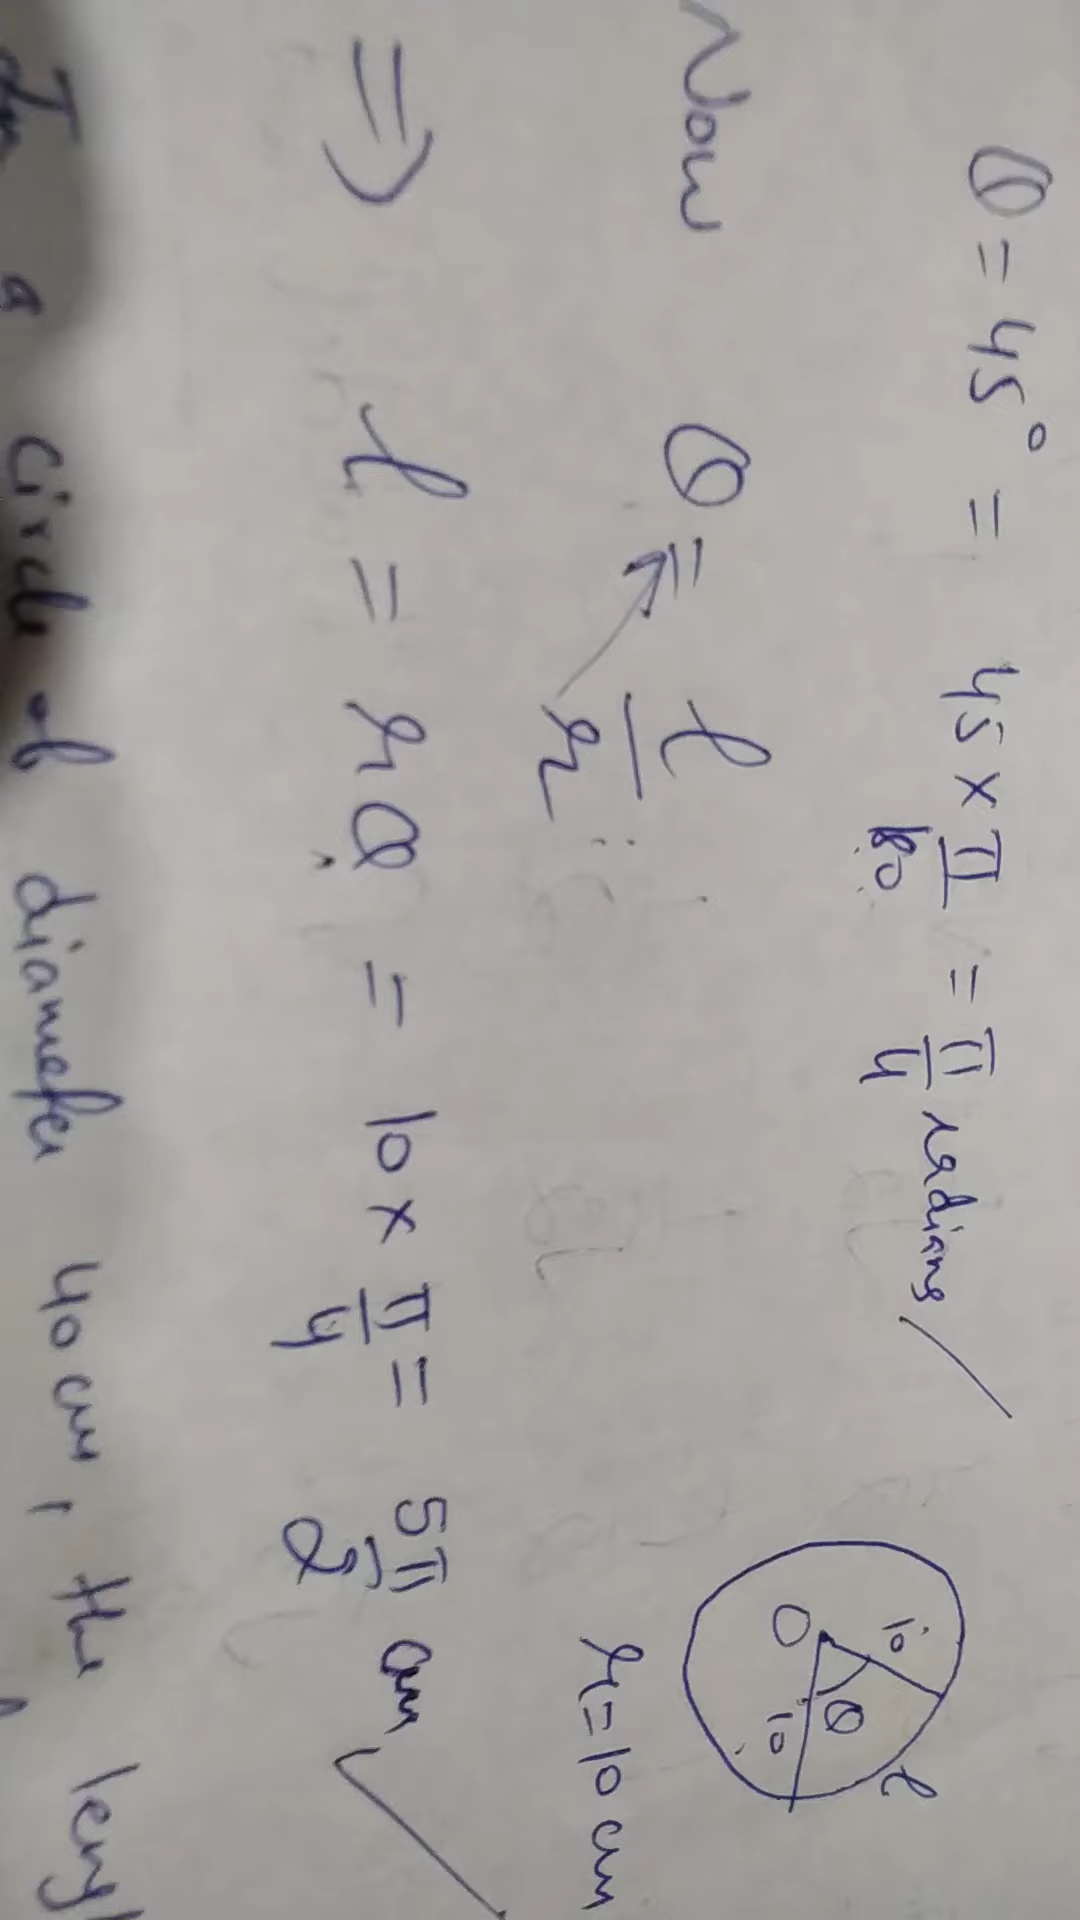 θ = 45° = 45 × π/180 = π/4 radians
10
O θ l
10
Now θ = l/r
r = 10 cm
⇒ l = rθ = 10 × π/4 = 5π/2 cm
In a circle of diameter 40 cm, the